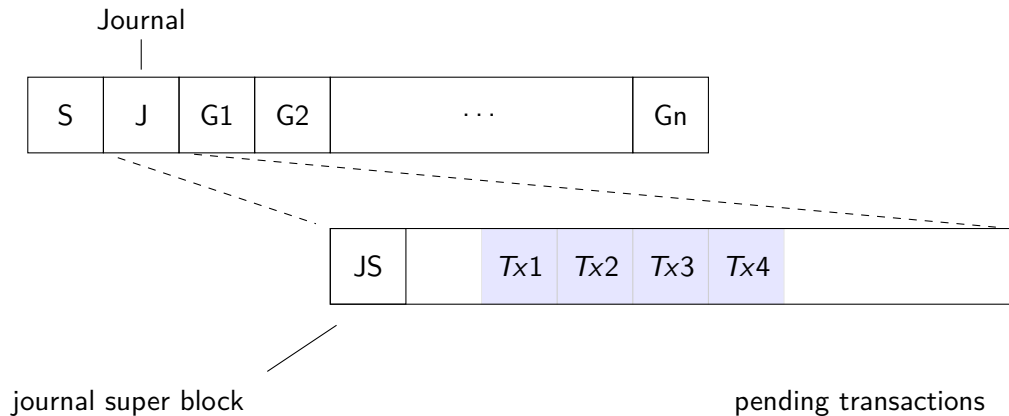 Journal
S J G1 G2 ... Gn
JS Tx1 Tx2 Tx3 Tx4
journal super block pending transactions